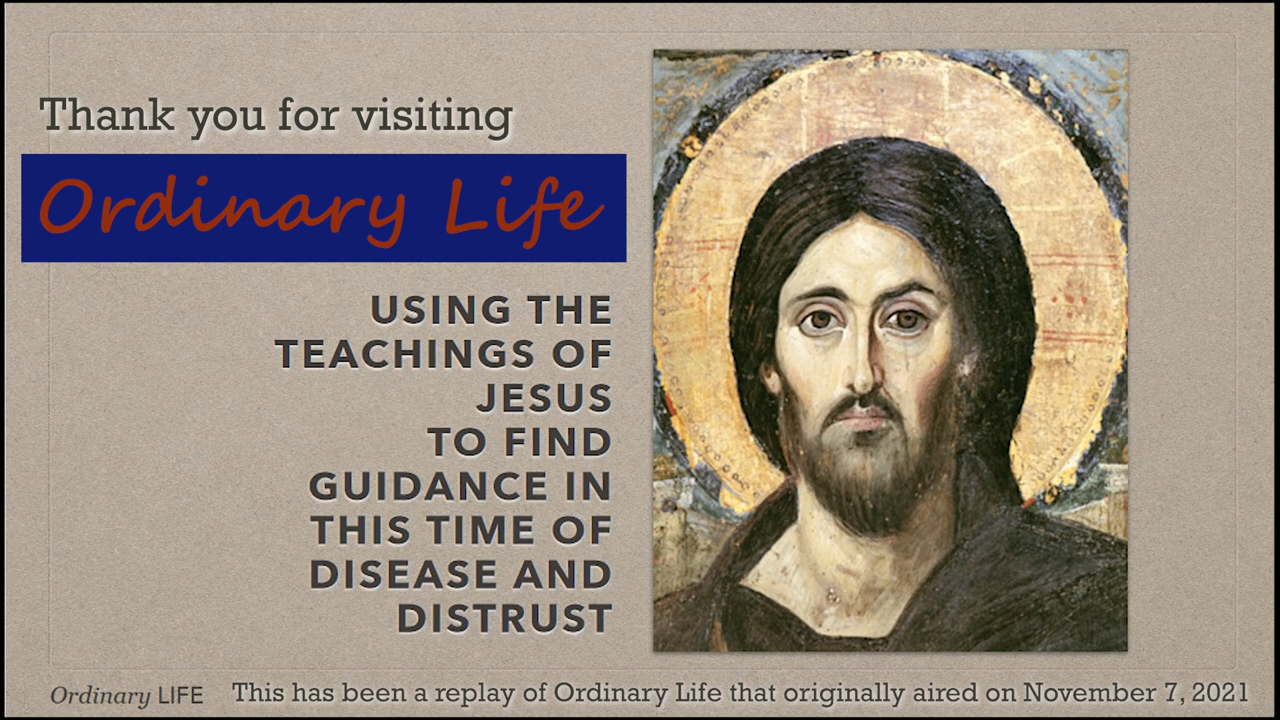 Thank you for visiting
Ordinary Life
USING THE
TEACHINGS OF
JESUS
TO FIND
GUIDANCE IN
THIS TIME OF
DISEASE AND
DISTRUST
Ordinary LIFE This has been a replay of Ordinary Life that originally aired on November 7, 2021